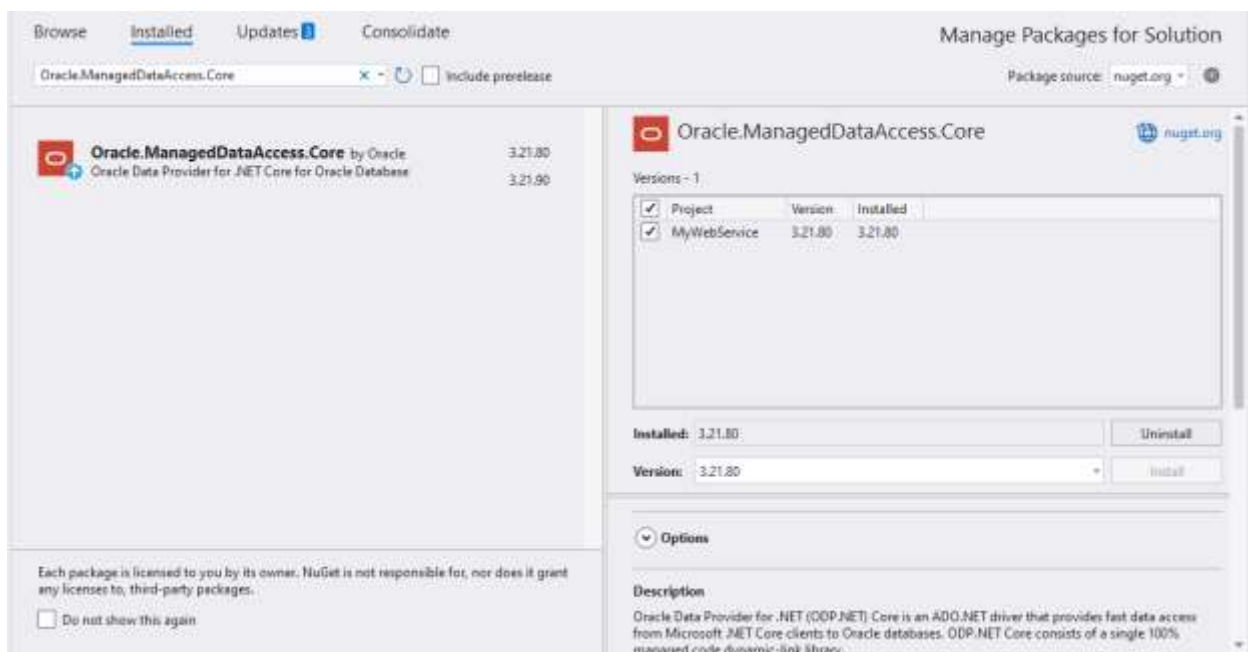 Browse Installed Updates 3 Consolidate
Manage Packages for Solution
Oracle.ManagedDataAccess.Core
Include prerelease
Package source: nuget.org
Oracle.ManagedDataAccess.Core by Oracle 3.21.80
Oracle Data Provider for .NET Core for Oracle Database
3.21.90
Each package is licensed to you by its owner. NuGet is not responsible for, nor does it grant
any licenses to, third-party packages.
Do not show this again
Oracle.ManagedDataAccess.Core
nuget.org
Versions - 1
Project Version Installed
MyWebService 3.21.80 3.21.80
Installed: 3.21.80 Uninstall
Version: 3.21.80 Install
Options
Description
Oracle Data Provider for .NET (ODP.NET) Core is an ADO.NET driver that provides fast data access
from Microsoft .NET Core clients to Oracle databases. ODP.NET Core consists of a single 100%
managed code dynamic-link library.